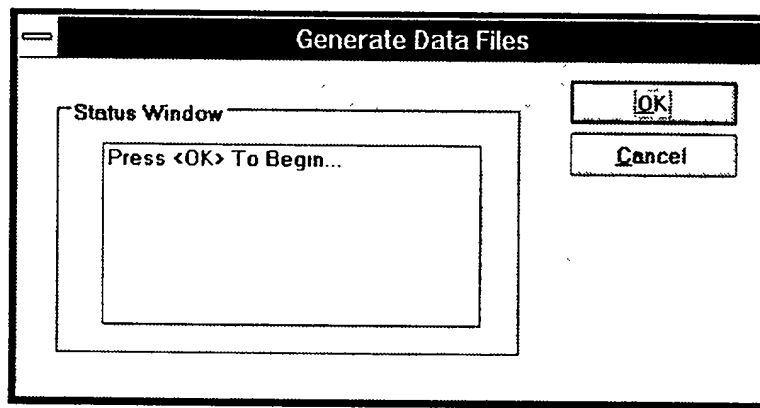 Generate Data Files
Status Window
Press <OK> To Begin...
OK
Cancel